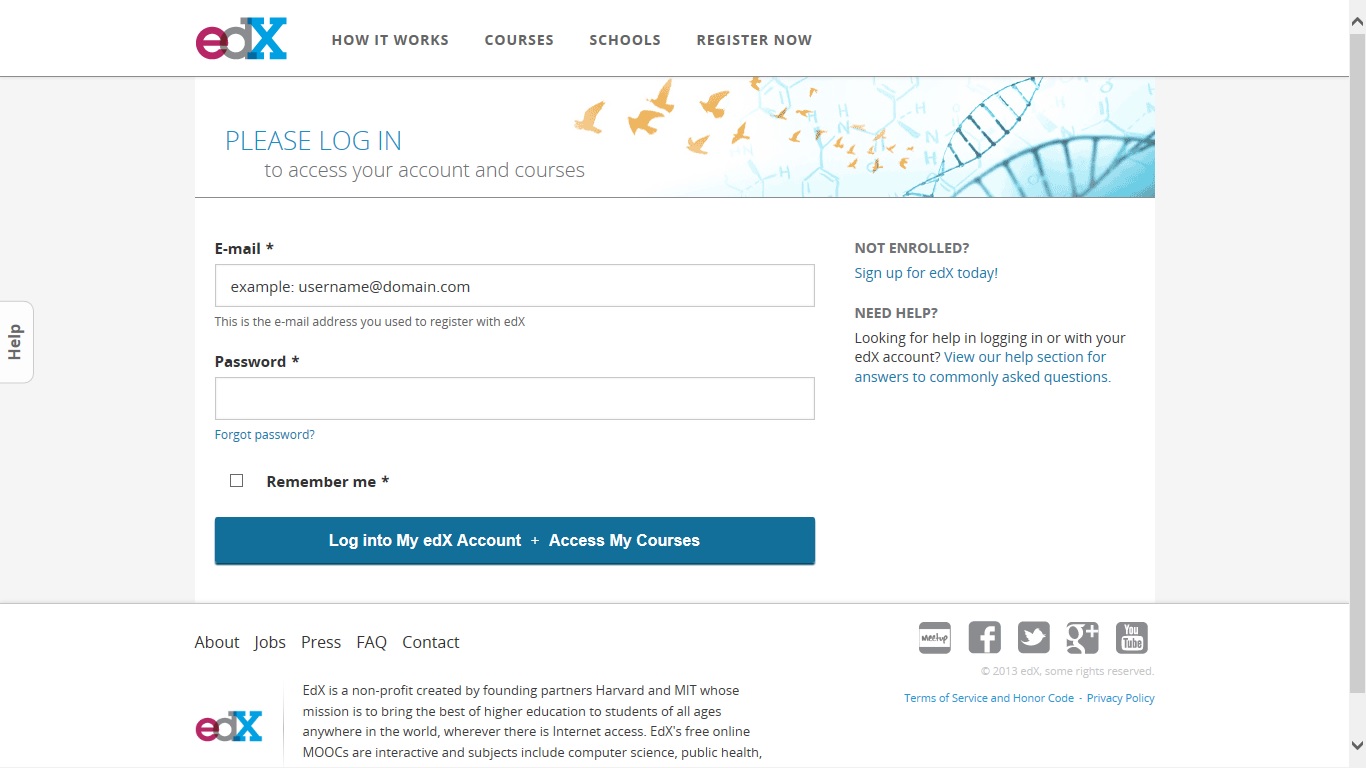 edX
HOW IT WORKS
COURSES
SCHOOLS
REGISTER NOW
PLEASE LOG IN
to access your account and courses
E-mail *
example: username@domain.com
This is the e-mail address you used to register with edX
Password *
Forgot password?
Remember me *
Log into My edX Account + Access My Courses
NOT ENROLLED?
Sign up for edX today!
NEED HELP?
Looking for help in logging in or with your
edX account? View our help section for
answers to commonly asked questions.
Help
About
Jobs
Press
FAQ
Contact
meetup
f
g+
You
Tube
© 2013 edX, some rights reserved.
Terms of Service and Honor Code - Privacy Policy
edX
EdX is a non-profit created by founding partners Harvard and MIT whose
mission is to bring the best of higher education to students of all ages
anywhere in the world, wherever there is Internet access. EdX's free online
MOOCs are interactive and subjects include computer science, public health,